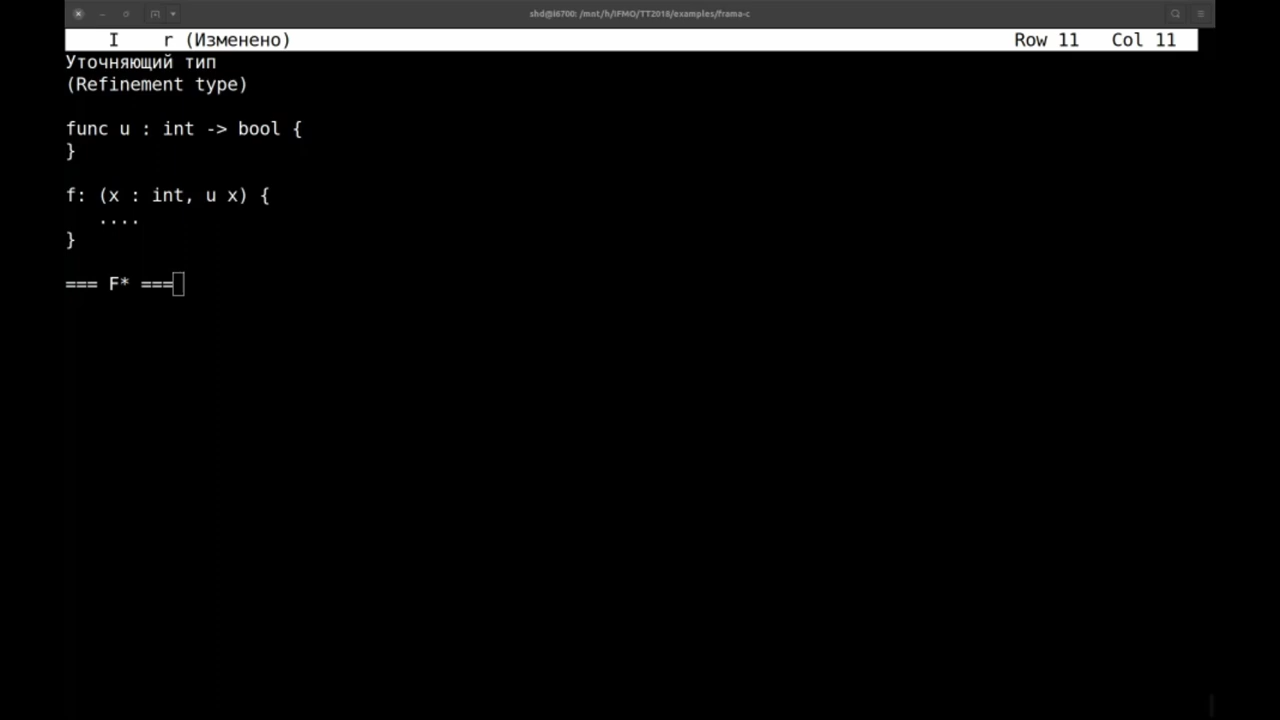 shd@i6700: /mnt/h/IFMO/TT2018/examples/frama-c
I r (Изменено) Row 11 Col 11
Уточняющий тип
(Refinement type)
func u : int -> bool {
}
f: (x : int, u x) {
....
}
=== F* ===